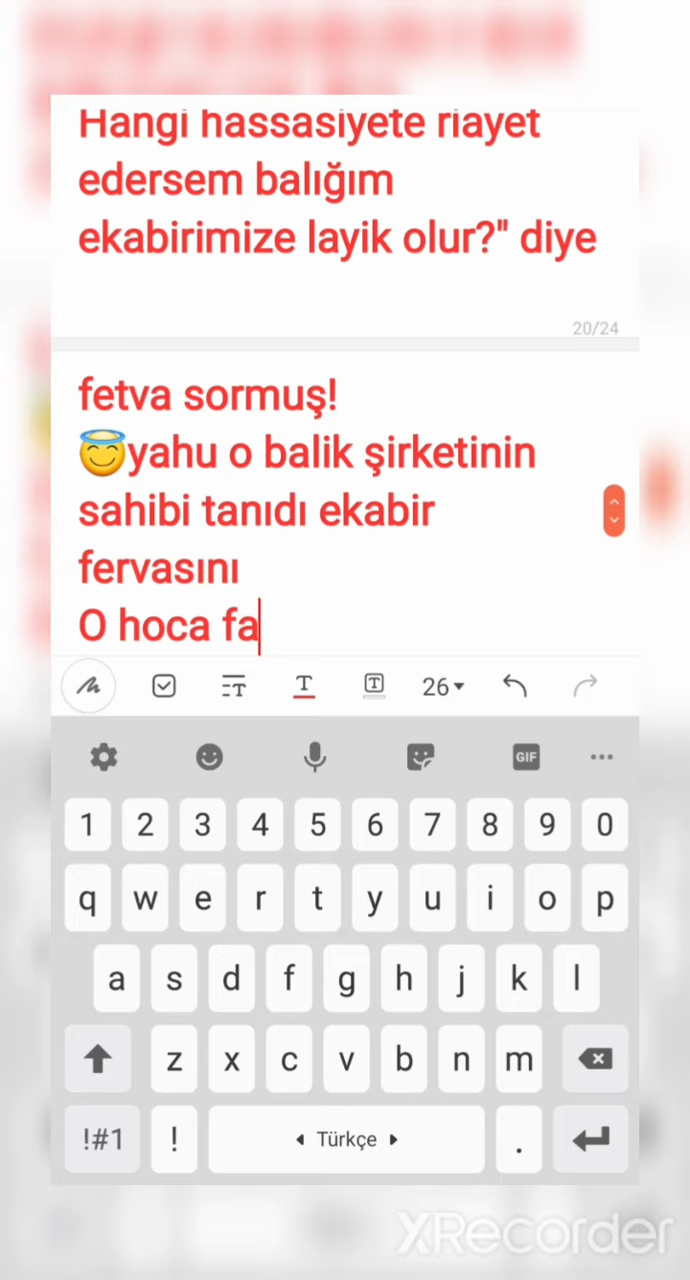 Hangi hassasiyete riayet
edersem balığım
ekabirimize layik olur?" diye
20/24
fetva sormuş!
😇yahu o balik şirketinin
sahibi tanıdı ekabir
fervasını
O hoca fa
T T 26
GIF
1 2 3 4 5 6 7 8 9 0
q w e r t y u i o p
a s d f g h j k l
z x c v b n m
!#1 ! Türkçe .
XRecorder